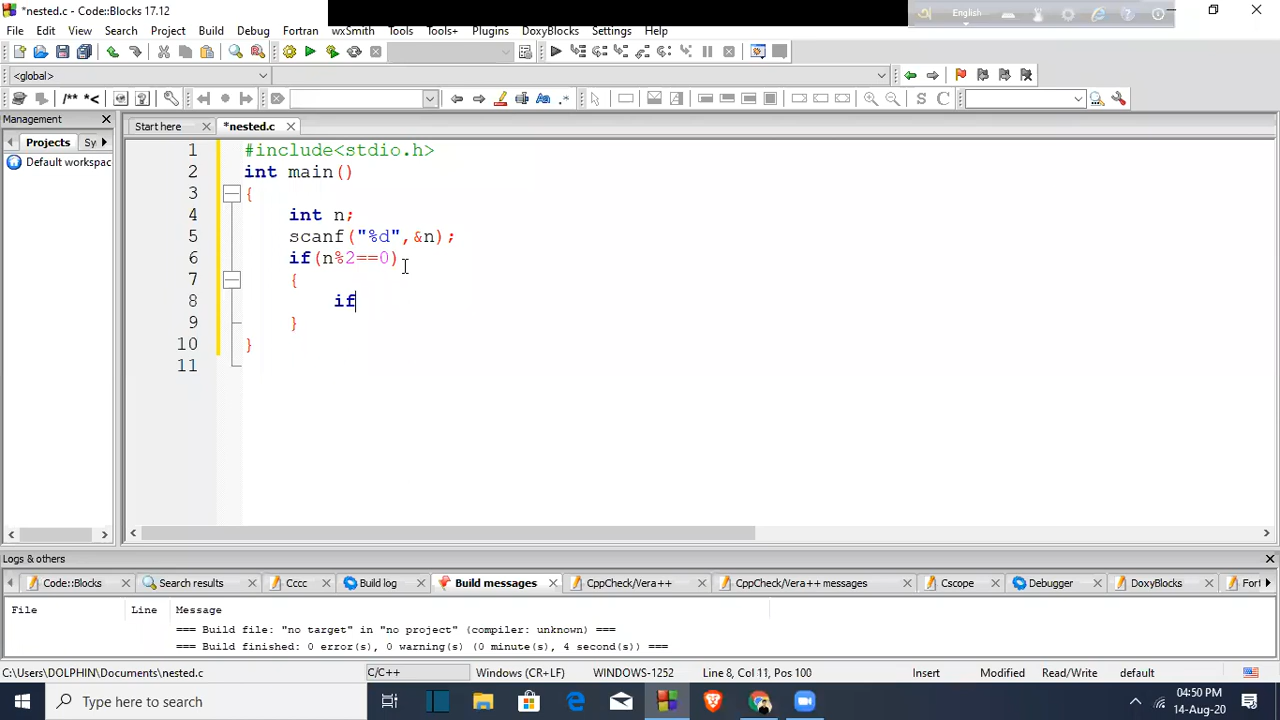 *nested.c - Code::Blocks 17.12
English
File Edit View Search Project Build Debug Fortran wxSmith Tools Tools+ Plugins DoxyBlocks Settings Help
<global>
/** *<
S C
Management
Projects Sy
Default workspac
Start here *nested.c
1 #include<stdio.h>
2 int main()
3 {
4 int n;
5 scanf("%d",&n);
6 if(n%2==0)
7 {
8 if
9 }
10 }
11
Logs & others
Code::Blocks Search results Cccc Build log Build messages CppCheck/Vera++ CppCheck/Vera++ messages Cscope Debugger DoxyBlocks Fort
File Line Message
=== Build file: "no target" in "no project" (compiler: unknown) ===
=== Build finished: 0 error(s), 0 warning(s) (0 minute(s), 4 second(s)) ===
C:\Users\DOLPHIN\Documents\nested.c C/C++ Windows (CR+LF) WINDOWS-1252 Line 8, Col 11, Pos 100 Insert Modified Read/Write default
Type here to search
04:50 PM
14-Aug-20